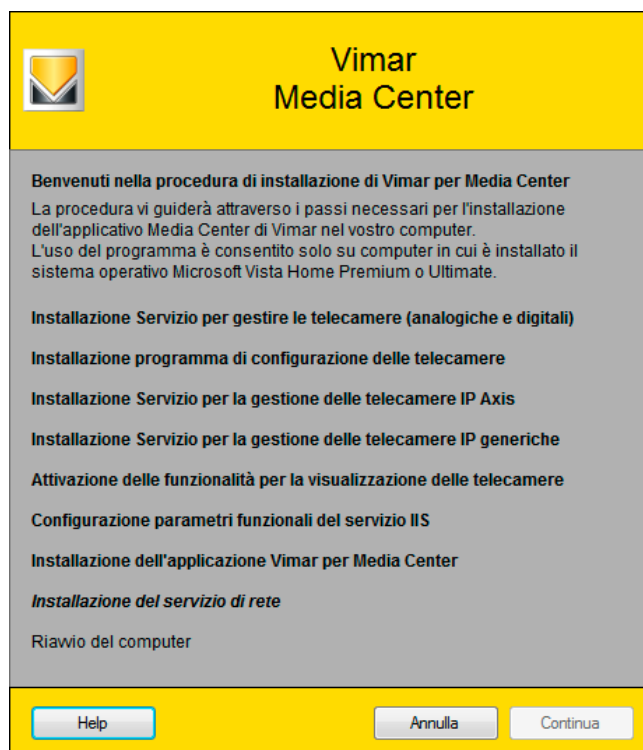 Vimar
Media Center
Benvenuti nella procedura di installazione di Vimar per Media Center
La procedura vi guiderà attraverso i passi necessari per l'installazione
dell'applicativo Media Center di Vimar nel vostro computer.
L'uso del programma è consentito solo su computer in cui è installato il
sistema operativo Microsoft Vista Home Premium o Ultimate.
Installazione Servizio per gestire le telecamere (analogiche e digitali)
Installazione programma di configurazione delle telecamere
Installazione Servizio per la gestione delle telecamere IP Axis
Installazione Servizio per la gestione delle telecamere IP generiche
Attivazione delle funzionalità per la visualizzazione delle telecamere
Configurazione parametri funzionali del servizio IIS
Installazione dell'applicazione Vimar per Media Center
Installazione del servizio di rete
Riavvio del computer
Help Annulla Continua